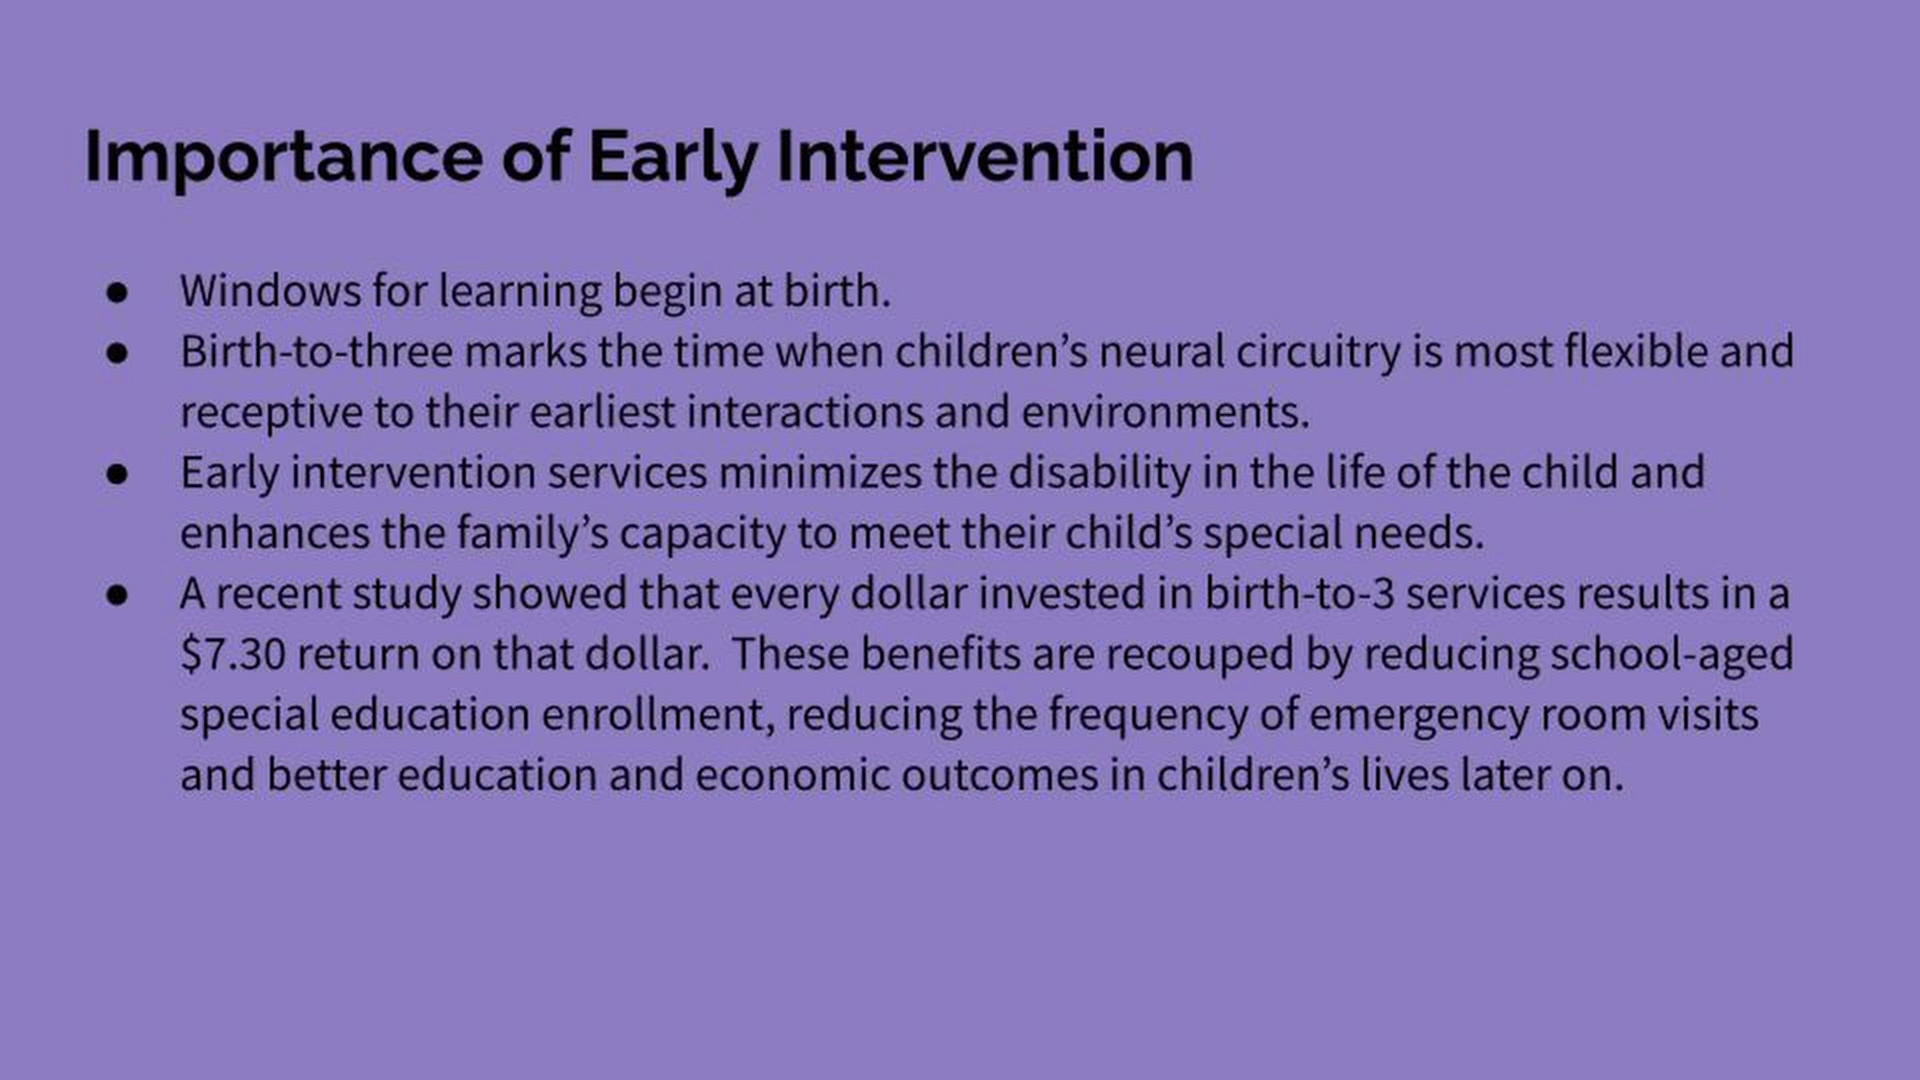 Importance of Early Intervention
● Windows for learning begin at birth.
● Birth-to-three marks the time when children’s neural circuitry is most flexible and
receptive to their earliest interactions and environments.
● Early intervention services minimizes the disability in the life of the child and
enhances the family’s capacity to meet their child’s special needs.
● A recent study showed that every dollar invested in birth-to-3 services results in a
$7.30 return on that dollar.  These benefits are recouped by reducing school-aged
special education enrollment, reducing the frequency of emergency room visits
and better education and economic outcomes in children’s lives later on.